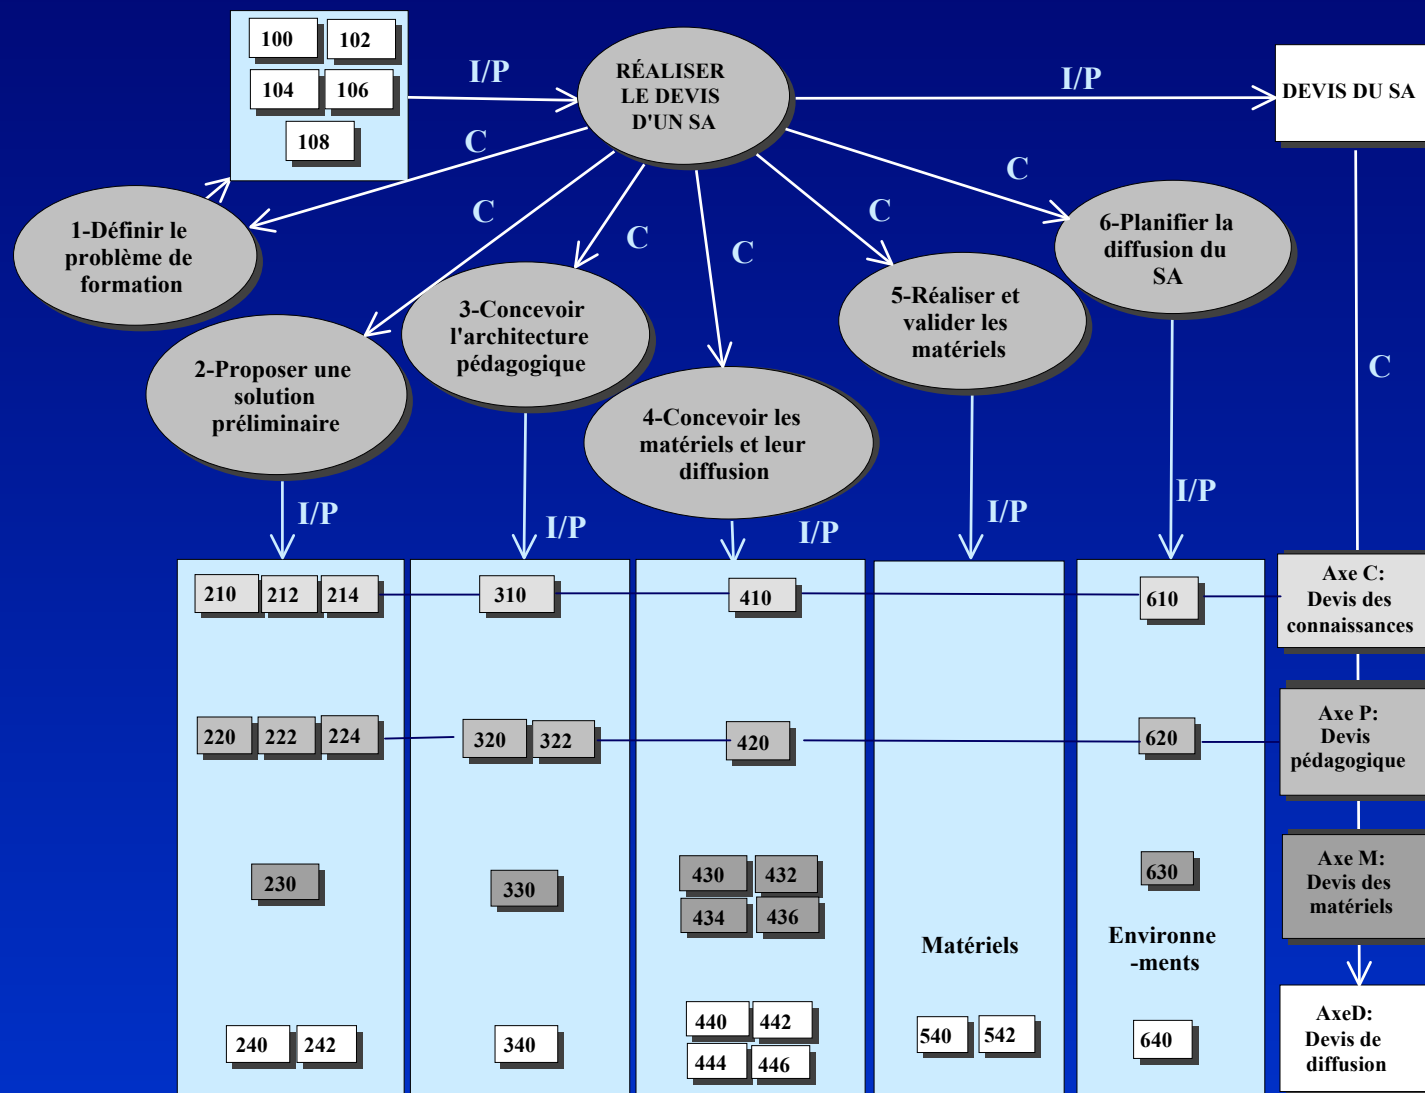 100 102
104 106
108
I/P
RÉALISER
LE DEVIS
D'UN SA
I/P
DEVIS DU SA
C
C
C
C
C
C
C
1-Définir le
problème de
formation
2-Proposer une
solution
préliminaire
3-Concevoir
l'architecture
pédagogique
4-Concevoir les
matériels et leur
diffusion
5-Réaliser et
valider les
matériels
6-Planifier la
diffusion du
SA
I/P
I/P
I/P
I/P
I/P
210 212 214 310 410 610
Axe C:
Devis des
connaissances
220 222 224 320 322 420 620
Axe P:
Devis
pédagogique
230 330
430 432
434 436
630
Axe M:
Devis des
matériels
Matériels
Environne
-ments
240 242 340
440 442
444 446
540 542
640
AxeD:
Devis de
diffusion